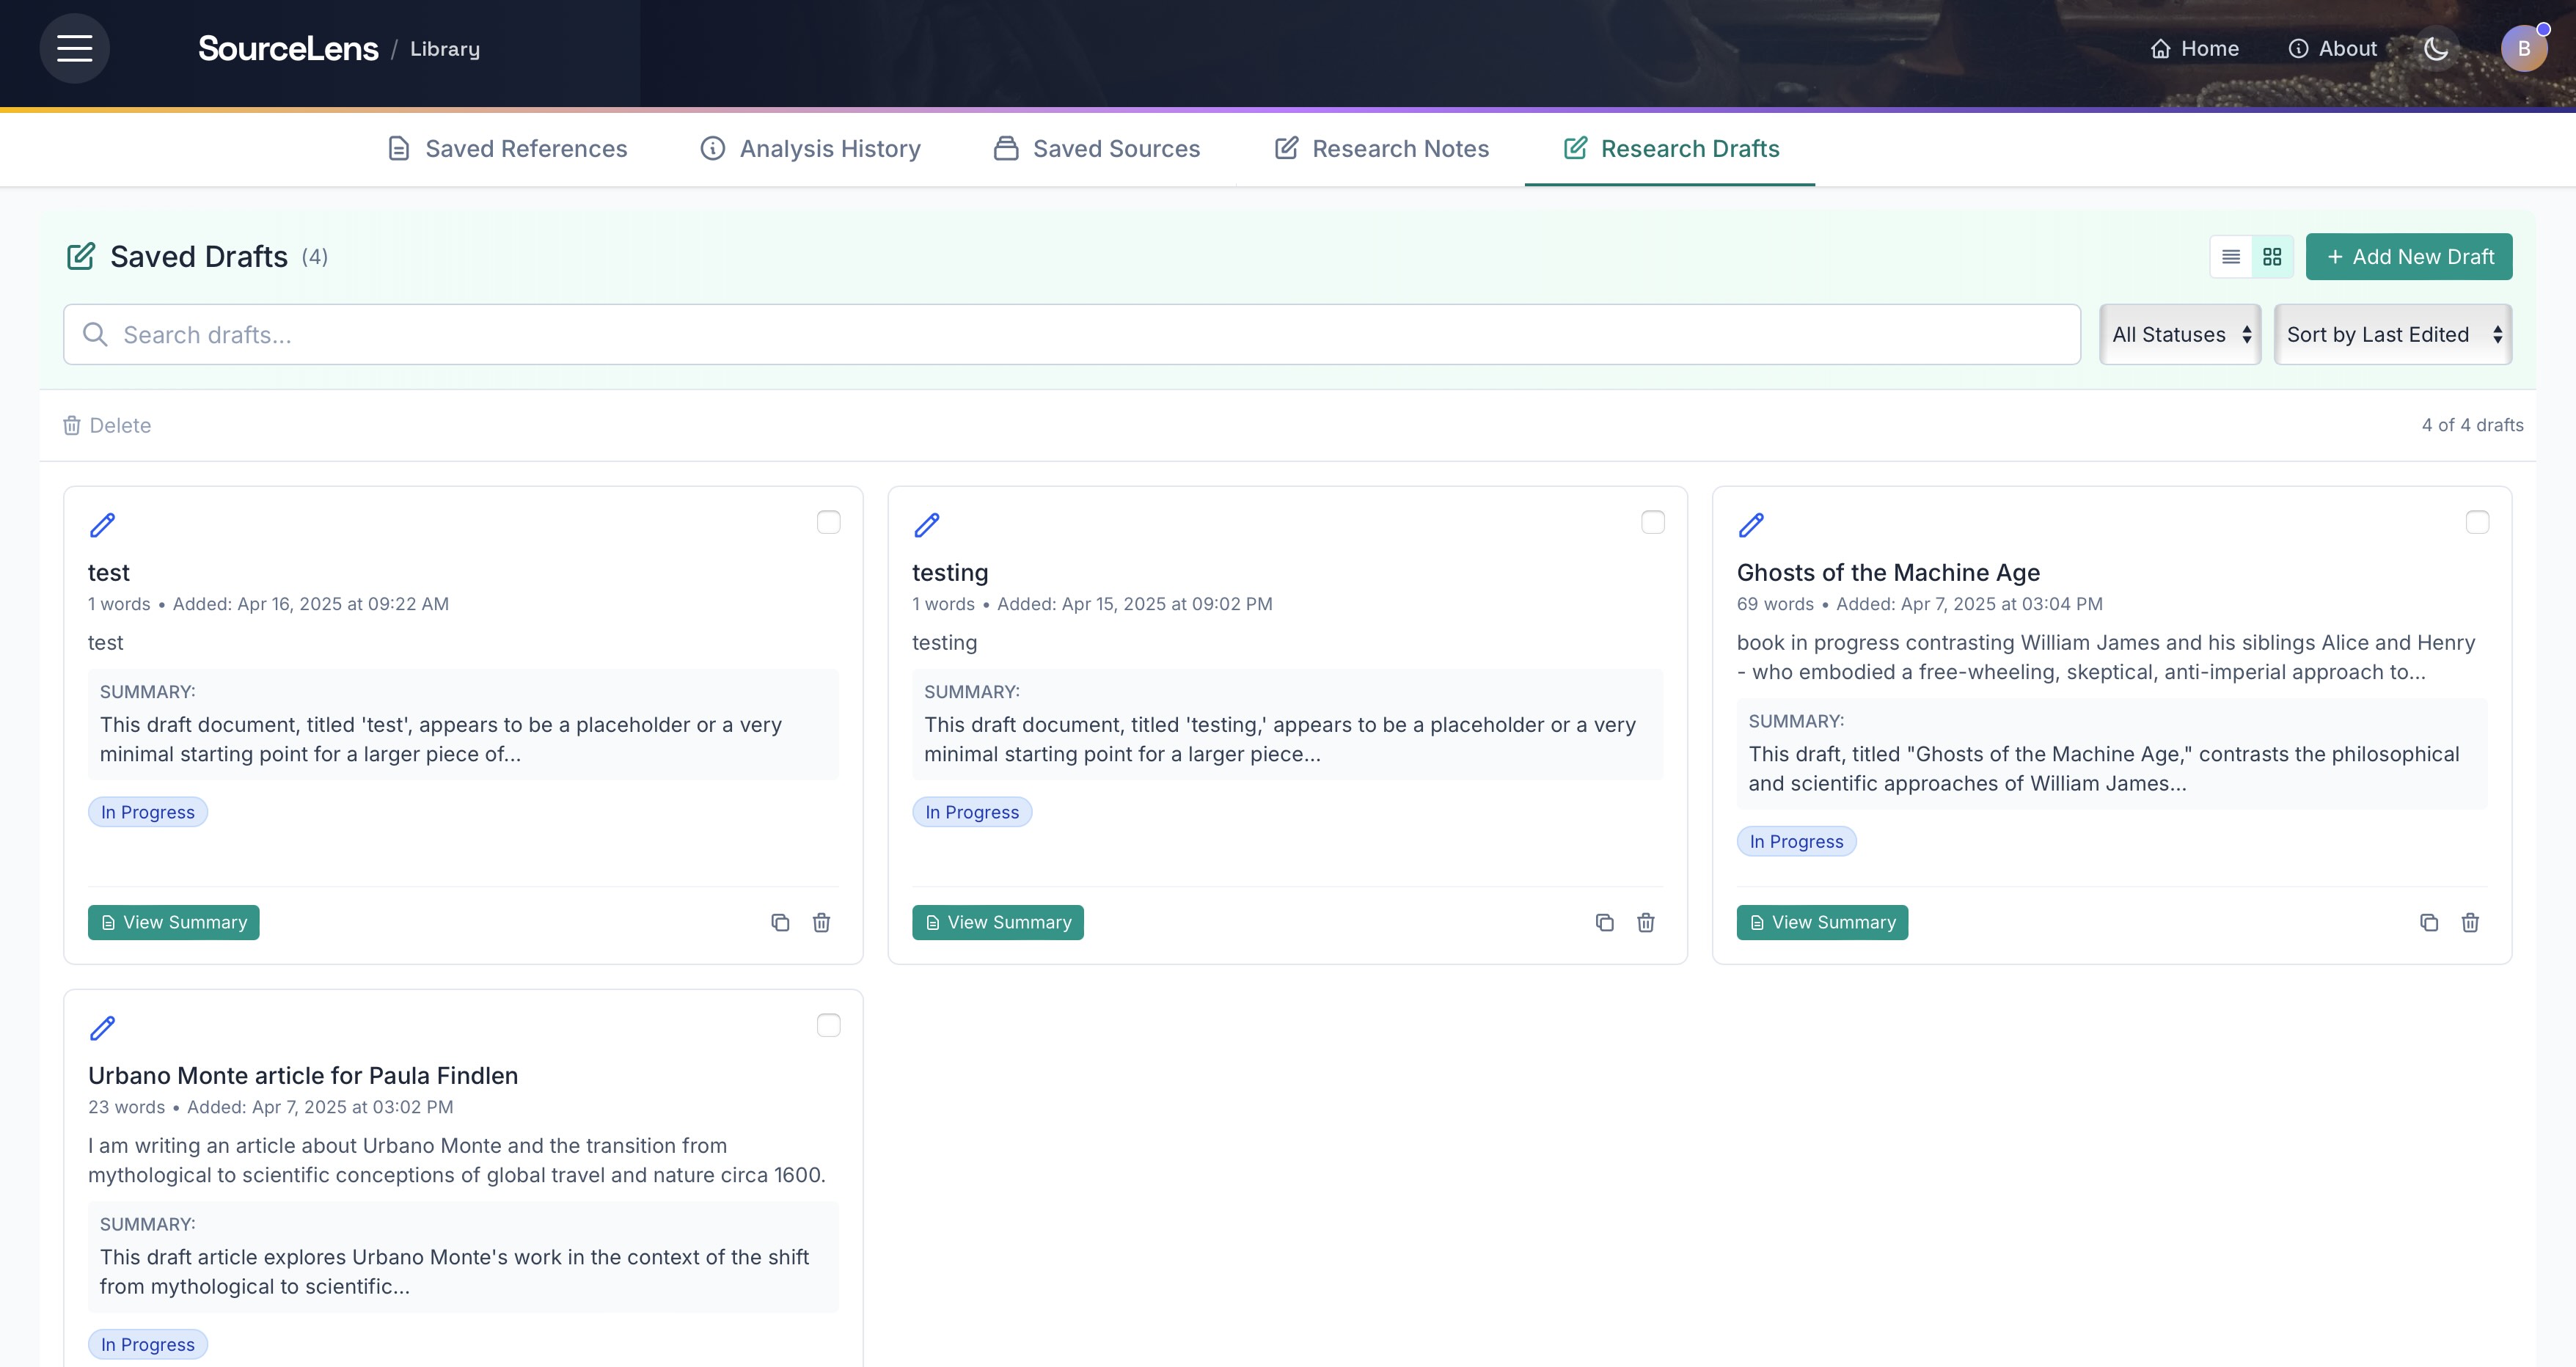 SourceLens / Library
Home
About
B
Saved References
Analysis History
Saved Sources
Research Notes
Research Drafts
Saved Drafts (4)
+ Add New Draft
Search drafts...
All Statuses
Sort by Last Edited
Delete
4 of 4 drafts
test
1 words • Added: Apr 16, 2025 at 09:22 AM
test
SUMMARY:
This draft document, titled 'test', appears to be a placeholder or a very
minimal starting point for a larger piece of...
In Progress
View Summary
testing
1 words • Added: Apr 15, 2025 at 09:02 PM
testing
SUMMARY:
This draft document, titled 'testing,' appears to be a placeholder or a very
minimal starting point for a larger piece...
In Progress
View Summary
Ghosts of the Machine Age
69 words • Added: Apr 7, 2025 at 03:04 PM
book in progress contrasting William James and his siblings Alice and Henry
- who embodied a free-wheeling, skeptical, anti-imperial approach to...
SUMMARY:
This draft, titled "Ghosts of the Machine Age," contrasts the philosophical
and scientific approaches of William James...
In Progress
View Summary
Urbano Monte article for Paula Findlen
23 words • Added: Apr 7, 2025 at 03:02 PM
I am writing an article about Urbano Monte and the transition from
mythological to scientific conceptions of global travel and nature circa 1600.
SUMMARY:
This draft article explores Urbano Monte's work in the context of the shift
from mythological to scientific...
In Progress